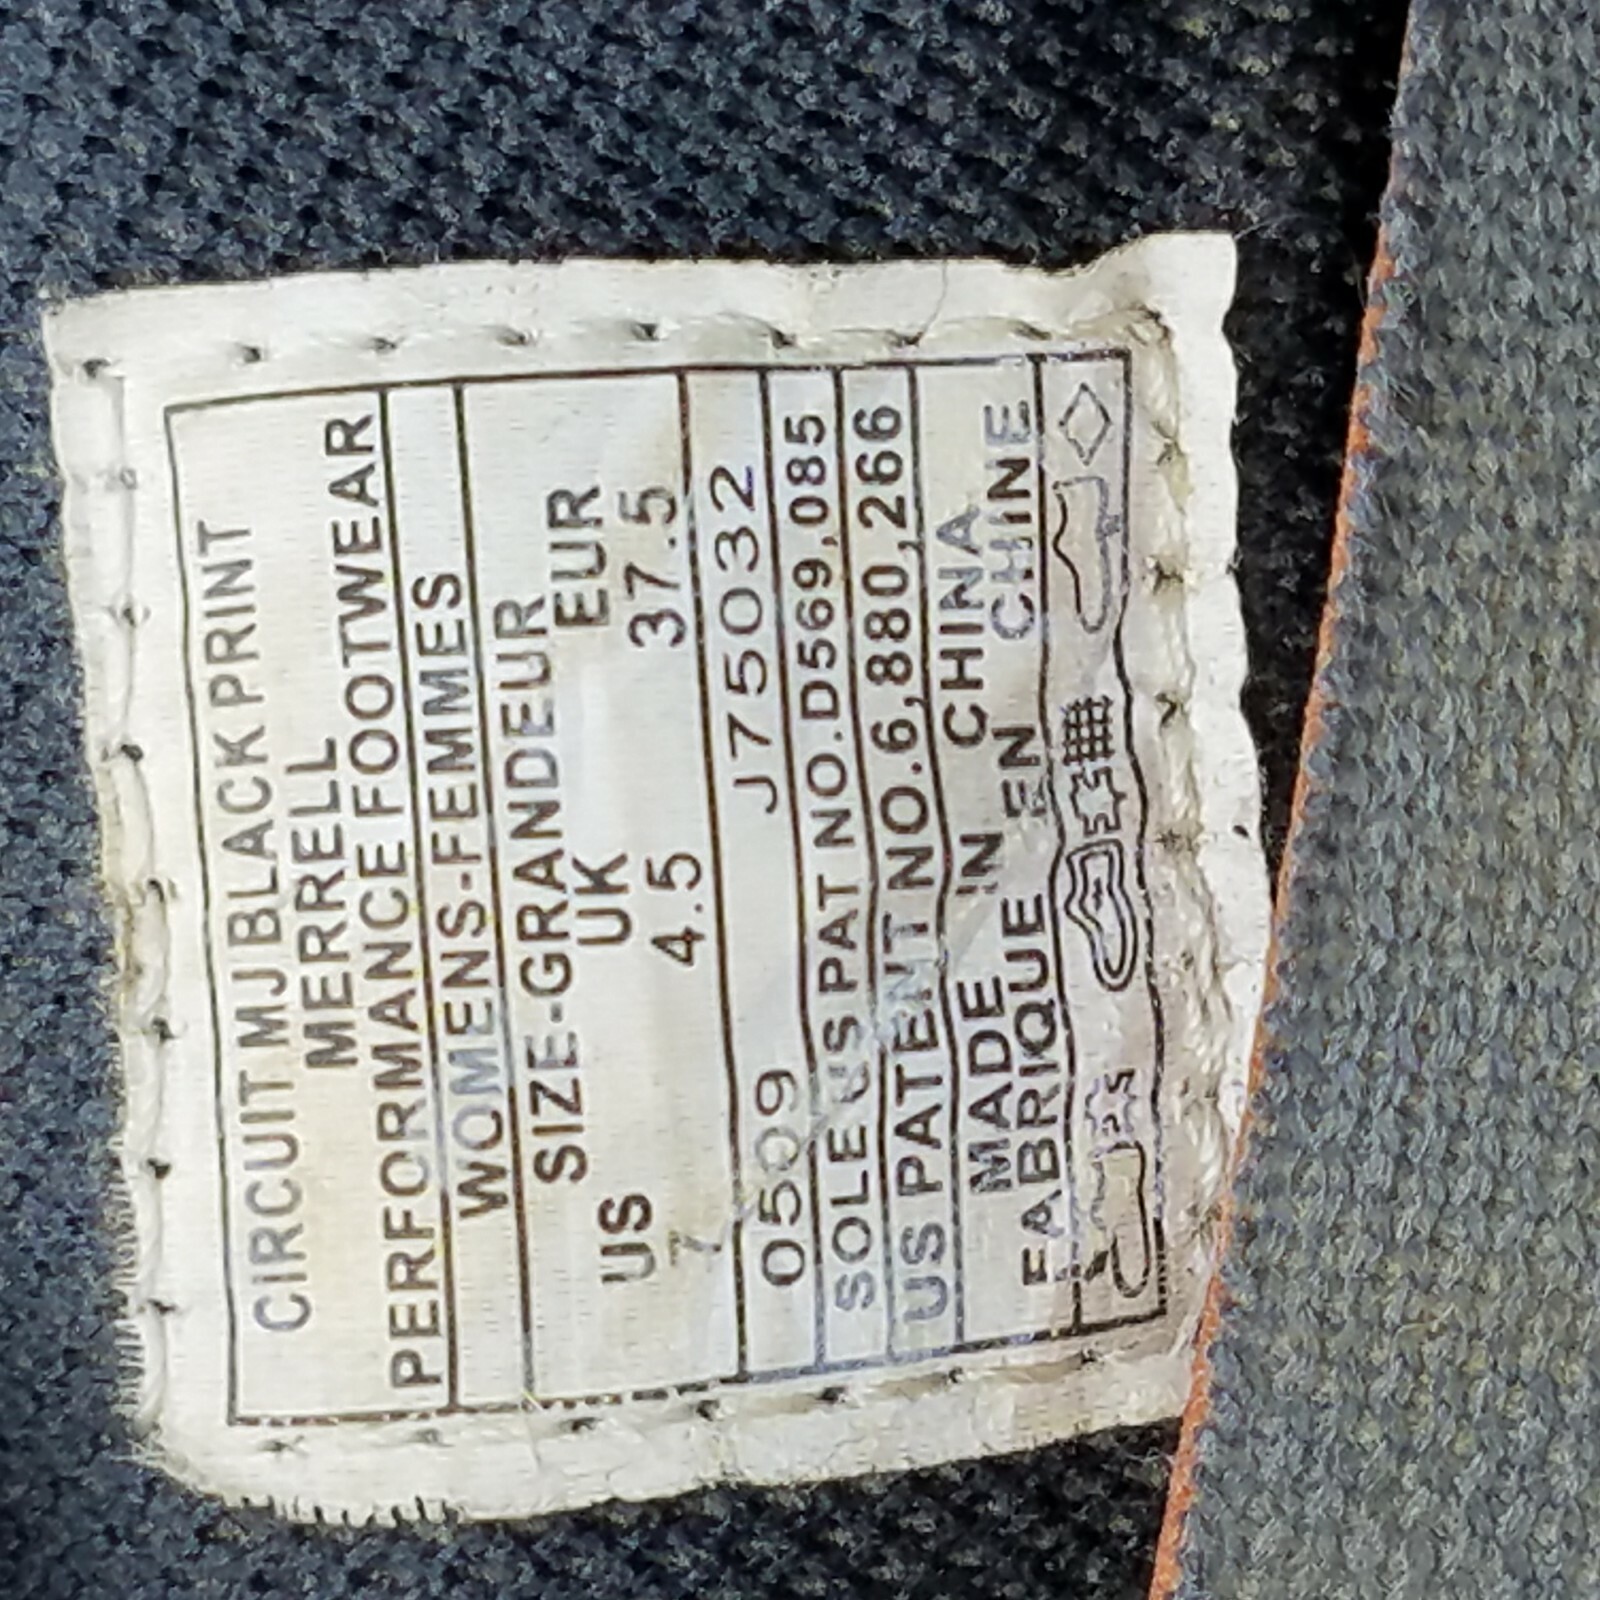 CIRCUIT MJ BLACK PRINT
MERRELL
PERFORMANCE FOOTWEAR
WOMENS-FEMMES
SIZE-GRANDEUR
US UK EUR
7 4.5 37.5
0509 J75032
SOLE US PAT NO.D569,085
US PATENT NO.6,880,266
MADE IN CHINA
FABRIQUE EN CHINE